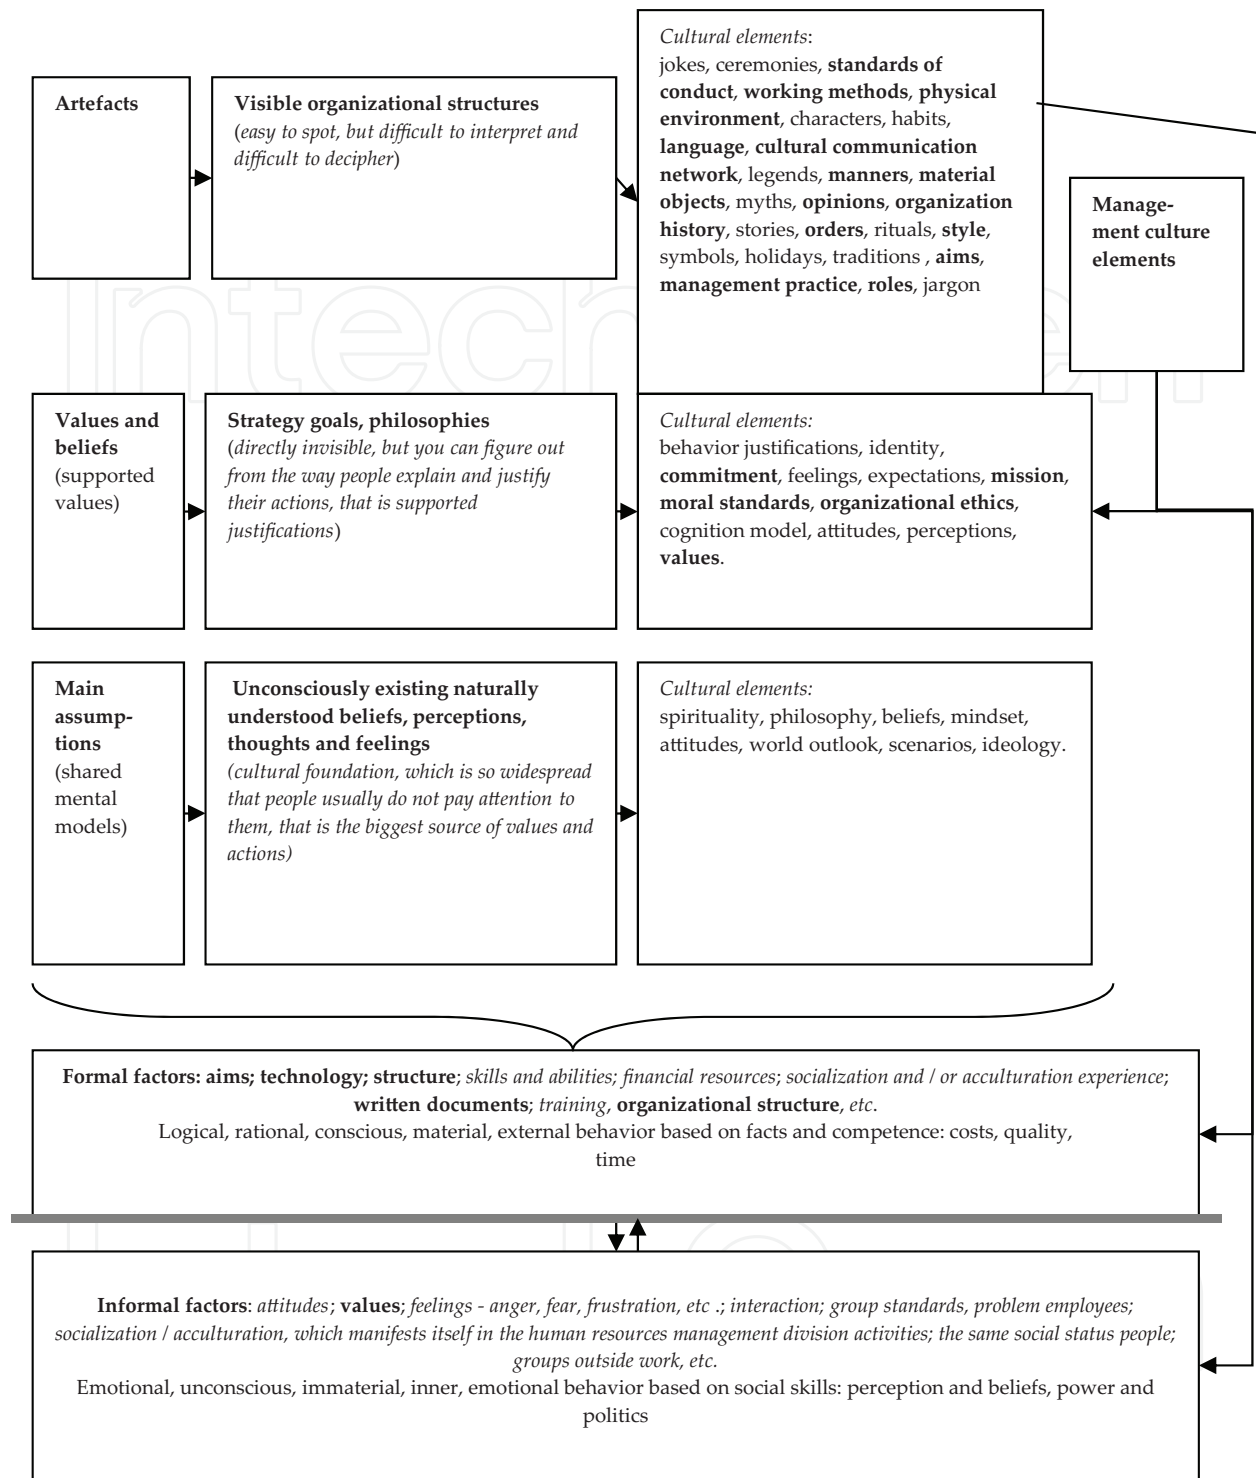 Artefacts
Visible organizational structures
(easy to spot, but difficult to interpret and
difficult to decipher)
Cultural elements:
jokes, ceremonies, standards of
conduct, working methods, physical
environment, characters, habits,
language, cultural communication
network, legends, manners, material
objects, myths, opinions, organization
history, stories, orders, rituals, style,
symbols, holidays, traditions , aims,
management practice, roles, jargon
Manage-
ment culture
elements
Values and
beliefs
(supported
values)
Strategy goals, philosophies
(directly invisible, but you can figure out
from the way people explain and justify
their actions, that is supported
justifications)
Cultural elements:
behavior justifications, identity,
commitment, feelings, expectations, mission,
moral standards, organizational ethics,
cognition model, attitudes, perceptions,
values.
Main
assump-
tions
(shared
mental
models)
Unconsciously existing naturally
understood beliefs, perceptions,
thoughts and feelings
(cultural foundation, which is so widespread
that people usually do not pay attention to
them, that is the biggest source of values and
actions)
Cultural elements:
spirituality, philosophy, beliefs, mindset,
attitudes, world outlook, scenarios, ideology.
Formal factors: aims; technology; structure; skills and abilities; financial resources; socialization and / or acculturation experience;
written documents; training, organizational structure, etc.
Logical, rational, conscious, material, external behavior based on facts and competence: costs, quality,
time
Informal factors: attitudes; values; feelings - anger, fear, frustration, etc .; interaction; group standards, problem employees;
socialization / acculturation, which manifests itself in the human resources management division activities; the same social status people;
groups outside work, etc.
Emotional, unconscious, immaterial, inner, emotional behavior based on social skills: perception and beliefs, power and
politics